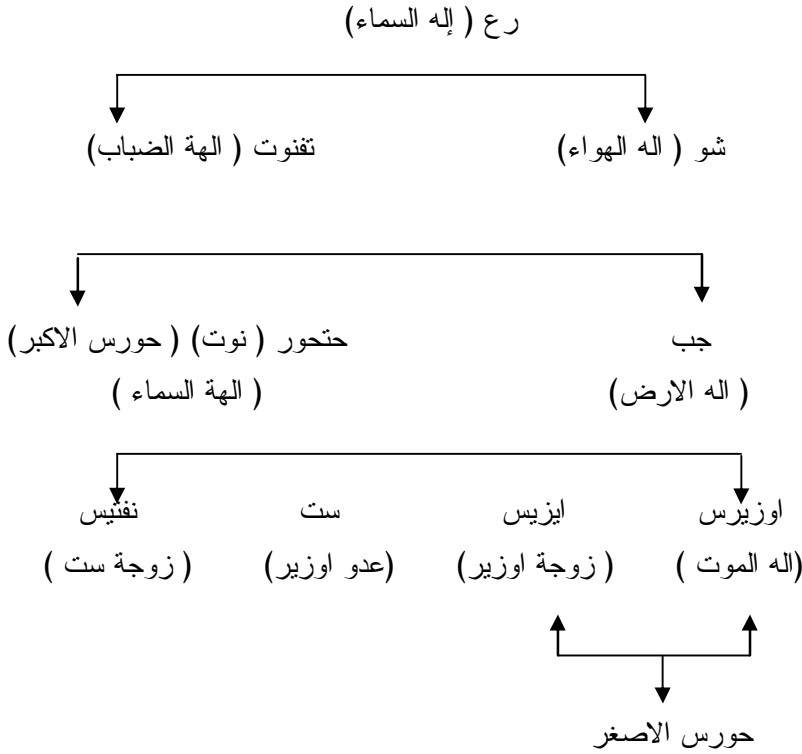 رع ( إله السماء)
شو ( اله الهواء) تفنوت ( الهة الضباب)
جب حتحور ( نوت) ( حورس الاكبر)
( اله الارض) ( الهة السماء )
اوزيرس ايزيس ست نفثيس
(اله الموت ) ( زوجة اوزير) (عدو اوزير) ( زوجة ست )
حورس الاصغر